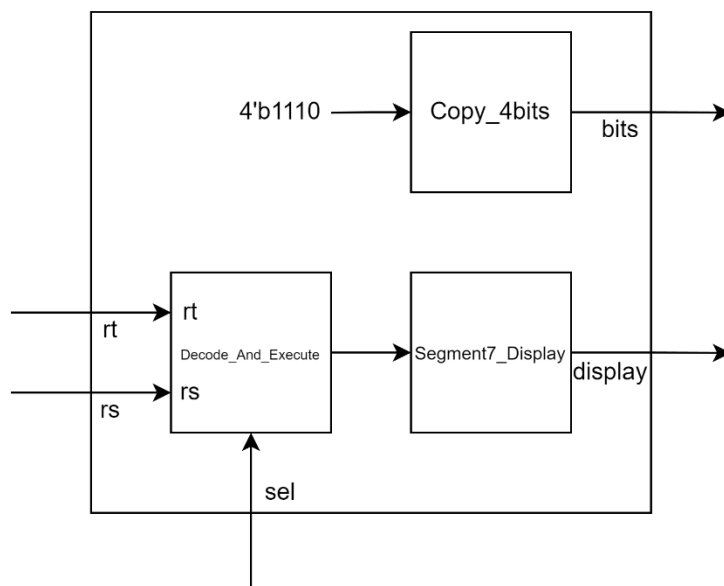 4'b1110
Copy_4bits
bits
rt
rt
Decode_And_Execute
Segment7_Display
display
rs
rs
sel